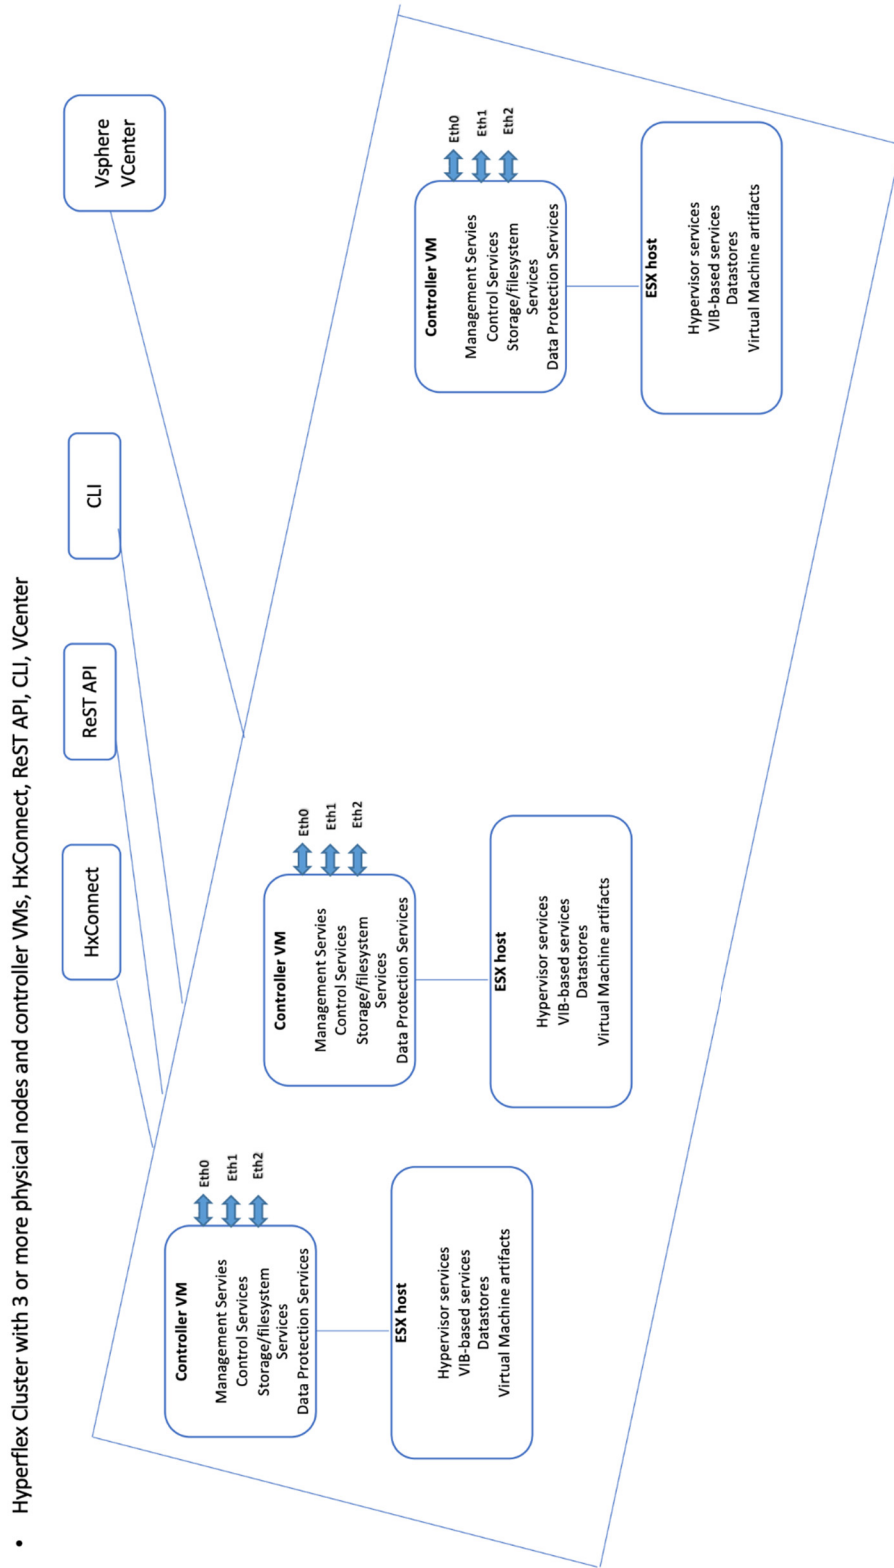 • Hyperflex Cluster with 3 or more physical nodes and controller VMs, HxConnect, ReST API, CLI, VCenter
HxConnect
ReST API
CLI
Vsphere
VCenter
Controller VM
Management Servies
Control Services
Storage/filesystem
Services
Data Protection Services
Eth0
Eth1
Eth2
ESX host
Hypervisor services
VIB-based services
Datastores
Virtual Machine artifacts
Controller VM
Management Servies
Control Services
Storage/filesystem
Services
Data Protection Services
Eth0
Eth1
Eth2
ESX host
Hypervisor services
VIB-based services
Datastores
Virtual Machine artifacts
Controller VM
Management Servies
Control Services
Storage/filesystem
Services
Data Protection Services
Eth0
Eth1
Eth2
ESX host
Hypervisor services
VIB-based services
Datastores
Virtual Machine artifacts